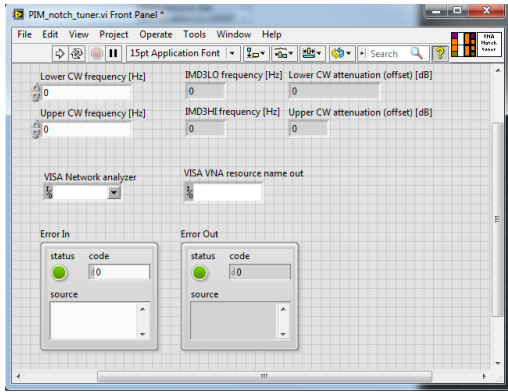 PIM_notch_tuner.vi Front Panel *
File Edit View Project Operate Tools Window Help
15pt Application Font Search ?
VNA
Notch
tuner
Lower CW frequency [Hz] IMD3LO frequency [Hz] Lower CW attenuation (offset) [dB]
0 0 0
Upper CW frequency [Hz] IMD3HI frequency [Hz] Upper CW attenuation (offset) [dB]
0 0 0
VISA Network analyzer VISA VNA resource name out
Error In Error Out
status code status code
d 0 d 0
source source